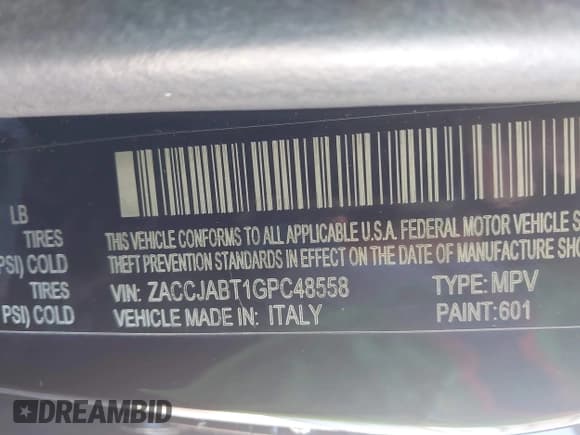 LB
TIRES
PSI) COLD
TIRES
PSI) COLD
THIS VEHICLE CONFORMS TO ALL APPLICABLE U.S.A. FEDERAL MOTOR VEHICLE S
THEFT PREVENTION STANDARDS IN EFFECT ON THE DATE OF MANUFACTURE SHO
VIN: ZACCJABT1GPC48558 TYPE: MPV
VEHICLE MADE IN: ITALY PAINT: 601
DREAMBID